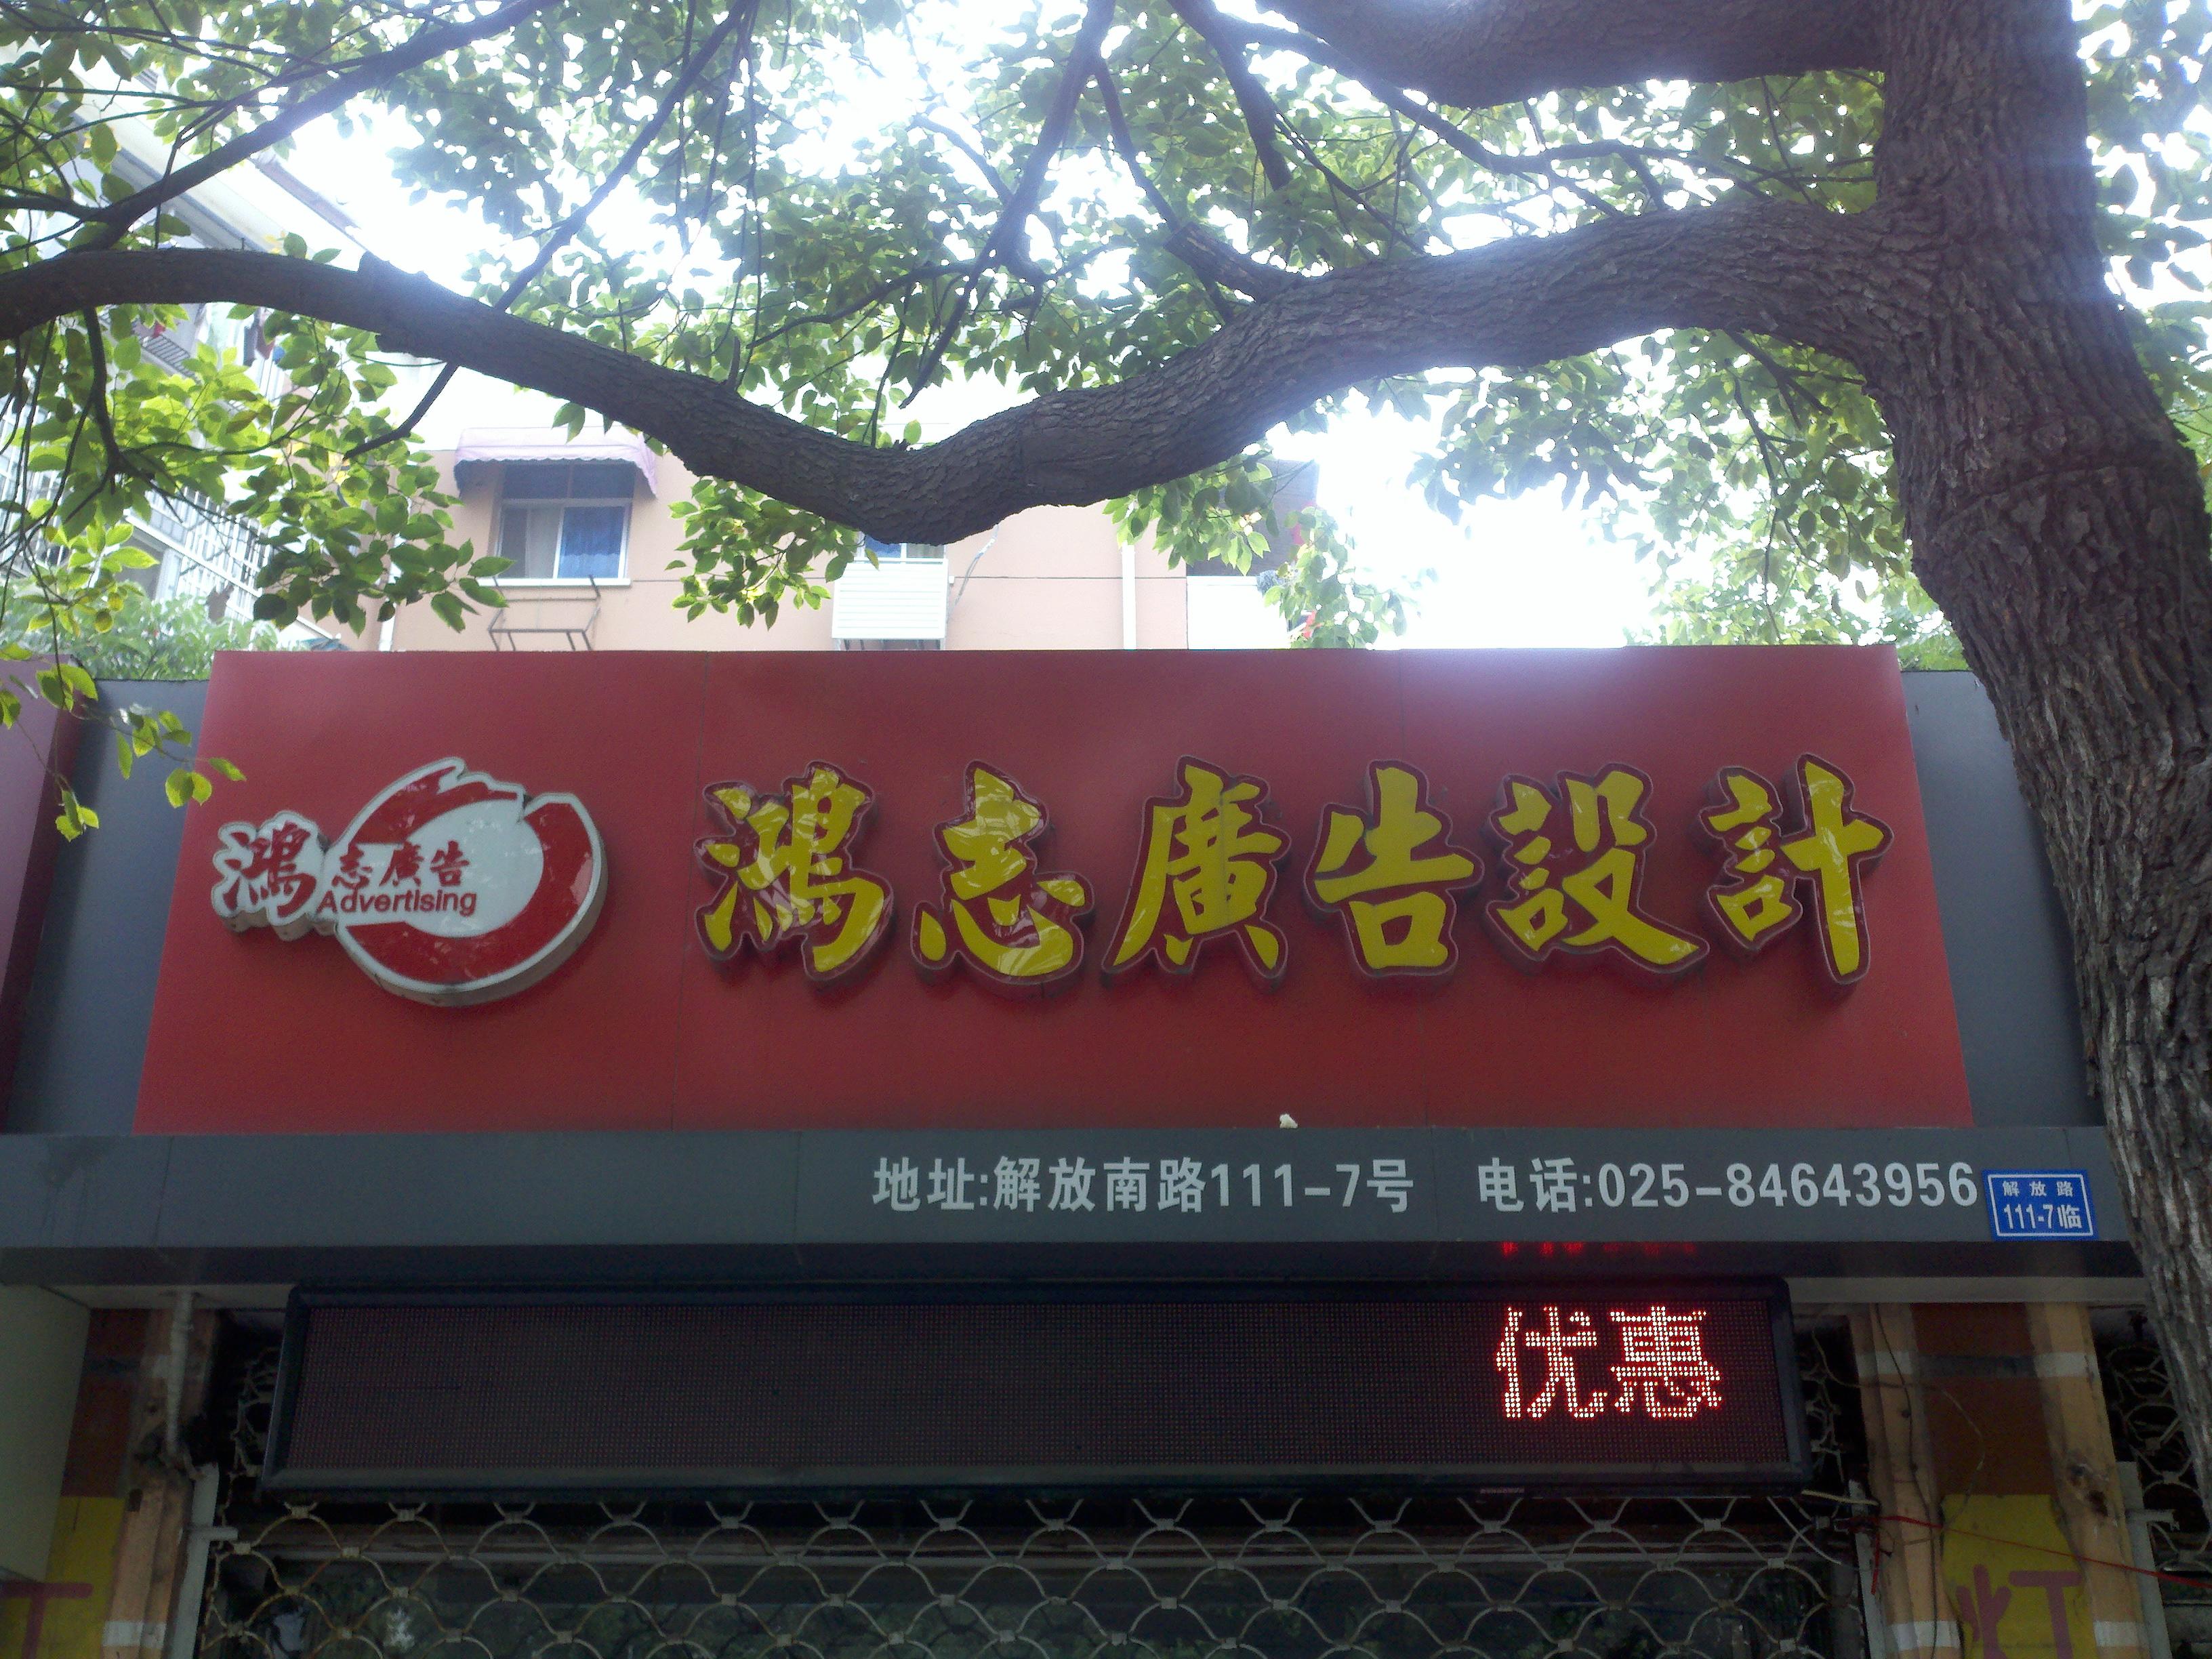 鴻志廣告
Advertising
鴻志廣告設計
地址:解放南路111-7号 电话:025-84643956
解放路
111-7临
优惠
灯